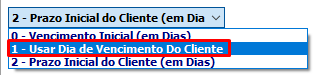 2 - Prazo Inicial do Cliente (em Dia
0 - Vencimento Inicial (em Dias)
1 - Usar Dia de Vencimento Do Cliente
2 - Prazo Inicial do Cliente (em Dias)